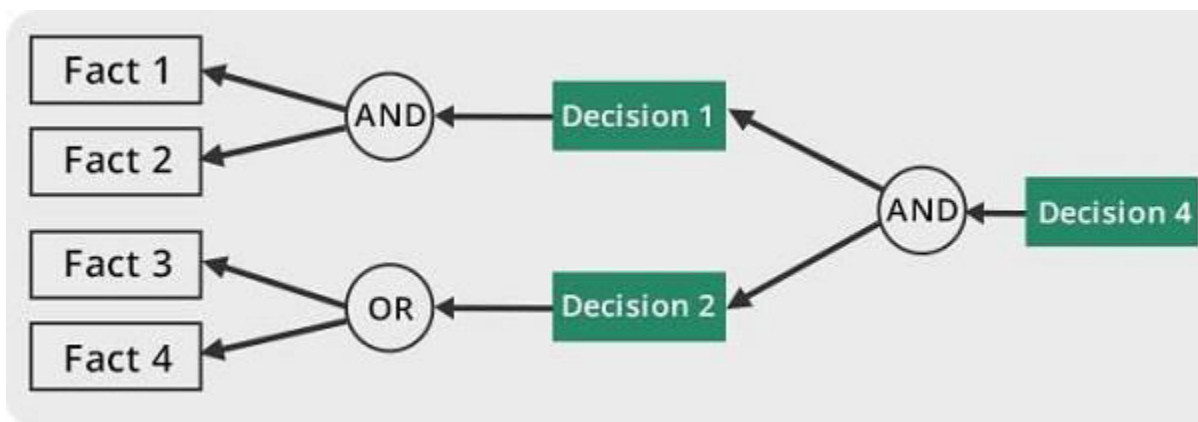 Fact 1
Fact 2
AND
Decision 1
Fact 3
Fact 4
OR
Decision 2
AND
Decision 4